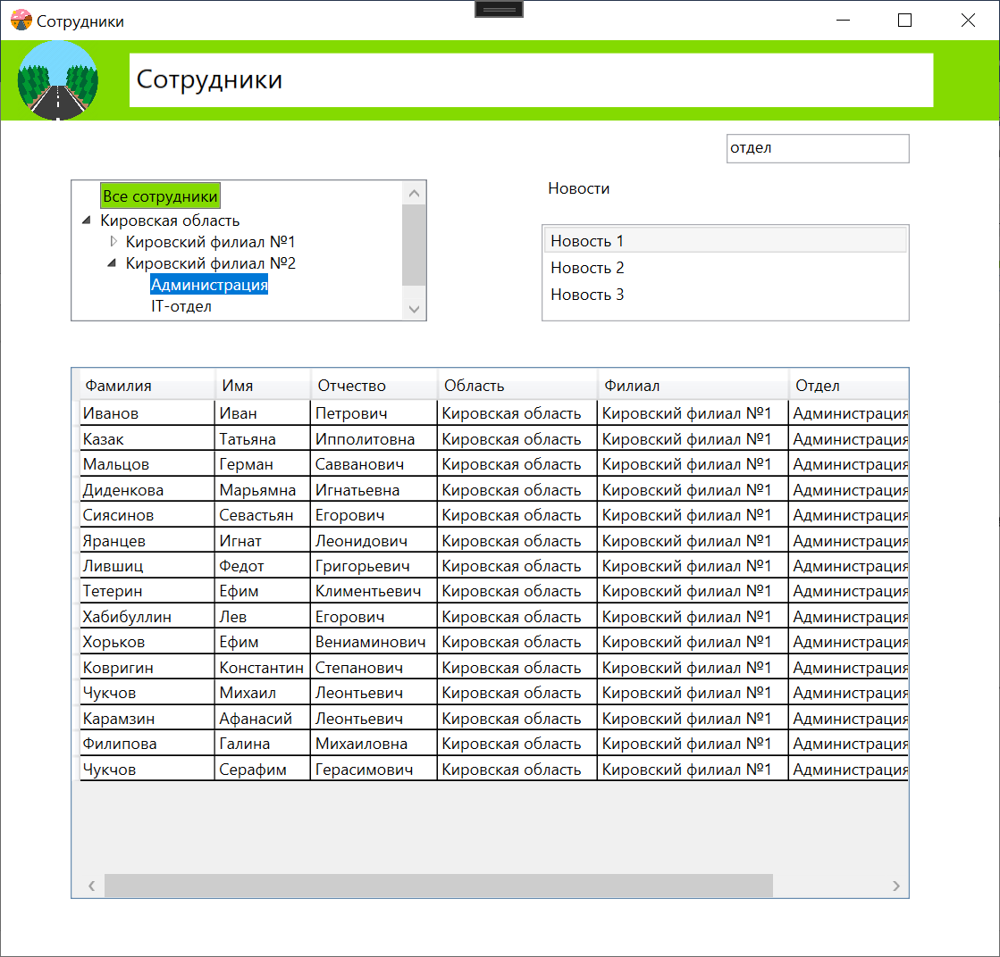 Сотрудники
Сотрудники
отдел
Все сотрудники
Кировская область
Кировский филиал №1
Кировский филиал №2
Администрация
IT-отдел
Новости
Новость 1
Новость 2
Новость 3
Фамилия Имя Отчество Область Филиал Отдел
Иванов Иван Петрович Кировская область Кировский филиал №1 Администрация
Казак Татьяна Ипполитовна Кировская область Кировский филиал №1 Администрация
Мальцов Герман Савванович Кировская область Кировский филиал №1 Администрация
Диденкова Марьямна Игнатьевна Кировская область Кировский филиал №1 Администрация
Сиясинов Севастьян Егорович Кировская область Кировский филиал №1 Администрация
Яранцев Игнат Леонидович Кировская область Кировский филиал №1 Администрация
Лившиц Федот Григорьевич Кировская область Кировский филиал №1 Администрация
Тетерин Ефим Климентьевич Кировская область Кировский филиал №1 Администрация
Хабибуллин Лев Егорович Кировская область Кировский филиал №1 Администрация
Хорьков Ефим Вениаминович Кировская область Кировский филиал №1 Администрация
Ковригин Константин Степанович Кировская область Кировский филиал №1 Администрация
Чукчов Михаил Леонтьевич Кировская область Кировский филиал №1 Администрация
Карамзин Афанасий Леонтьевич Кировская область Кировский филиал №1 Администрация
Филипова Галина Михаиловна Кировская область Кировский филиал №1 Администрация
Чукчов Серафим Герасимович Кировская область Кировский филиал №1 Администрация